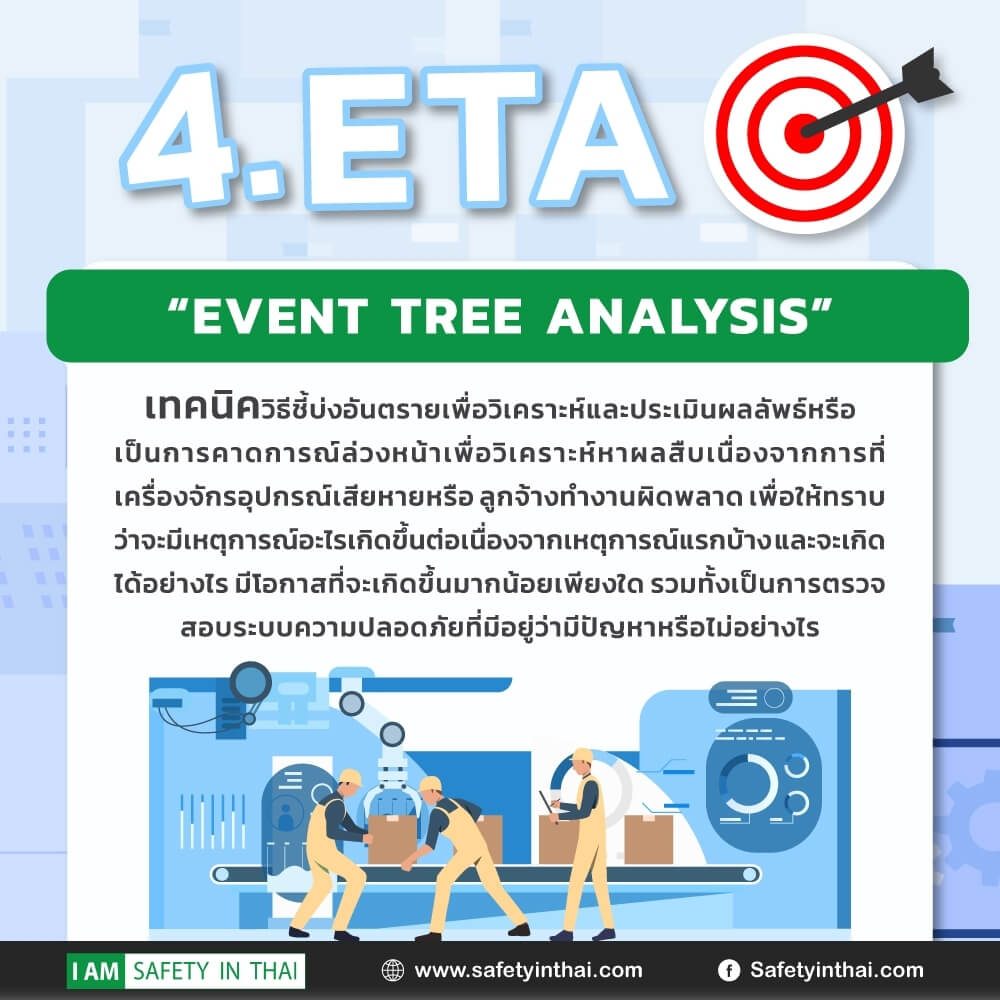 4.ETA
“EVENT TREE ANALYSIS”
เทคนิควิธีชี้บ่งอันตรายเพื่อวิเคราะห์และประเมินผลลัพธ์หรือ
เป็นการคาดการณ์ล่วงหน้าเพื่อวิเคราะห์หาผลสืบเนื่องจากการที่
เครื่องจักรอุปกรณ์เสียหายหรือ ลูกจ้างทำงานผิดพลาด เพื่อให้ทราบ
ว่าจะมีเหตุการณ์อะไรเกิดขึ้นต่อเนื่องจากเหตุการณ์แรกบ้างและจะเกิด
ได้อย่างไร มีโอกาสที่จะเกิดขึ้นมากน้อยเพียงใด รวมทั้งเป็นการตรวจ
สอบระบบความปลอดภัยที่มีอยู่ว่ามีปัญหาหรือไม่อย่างไร
I AM SAFETY IN THAI www.safetyinthai.com Safetyinthai.com